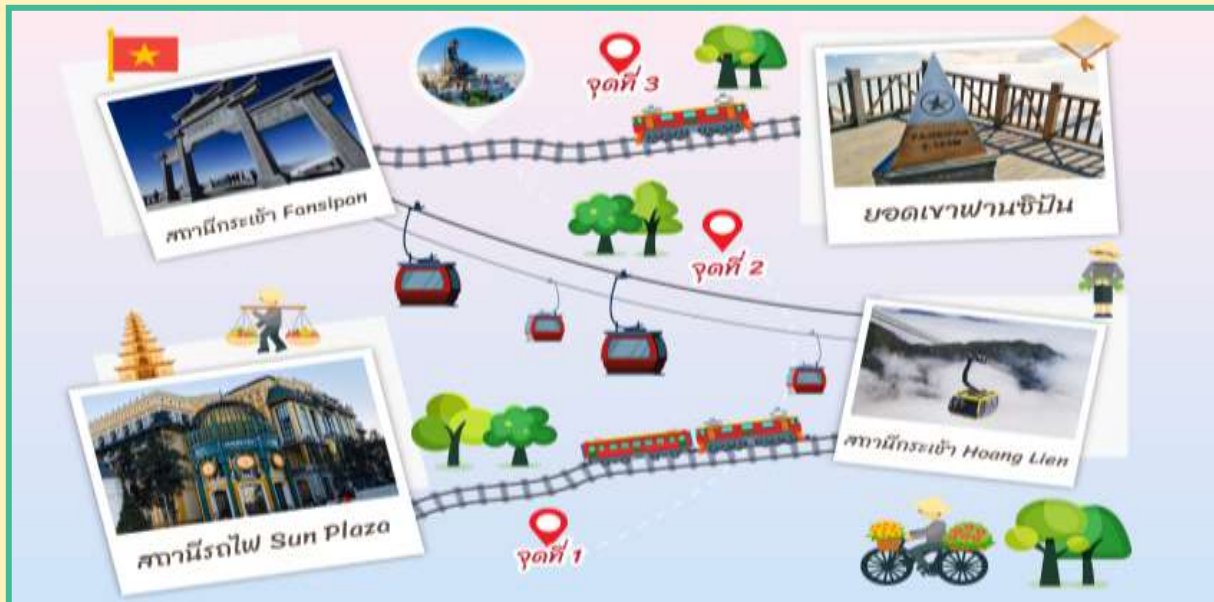 จุดที่ 3
สถานีกระเช้า Fansipan
ยอดเขาฟานซิปัน
จุดที่ 2
สถานีกระเช้า Hoang Lien
สถานีรถไฟ Sun Plaza
จุดที่ 1